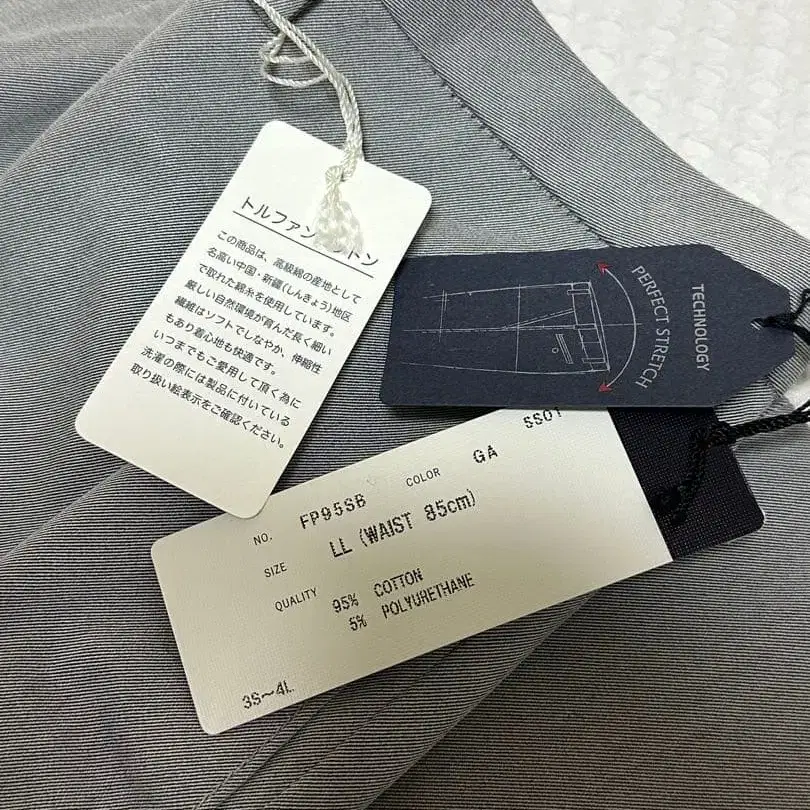 トルファン トン
この商品は、高級綿の産地として
名高い中国・新疆(しんきょう)地区
で取れた綿糸を使用しています。
厳しい自然環境が育んだ長く細い
繊維はソフトでしなやか、伸縮性
もあり着心地も快適です。
いつまでもご愛用して頂く為に
洗濯の際には製品に付いている
取り扱い絵表示をご確認ください。
TECHNOLOGY
PERFECT STRETCH
SS01
NO. FP95SB COLOR GA
SIZE LL (WAIST 85cm)
QUALITY 95% COTTON
5% POLYURETHANE
3S~4L